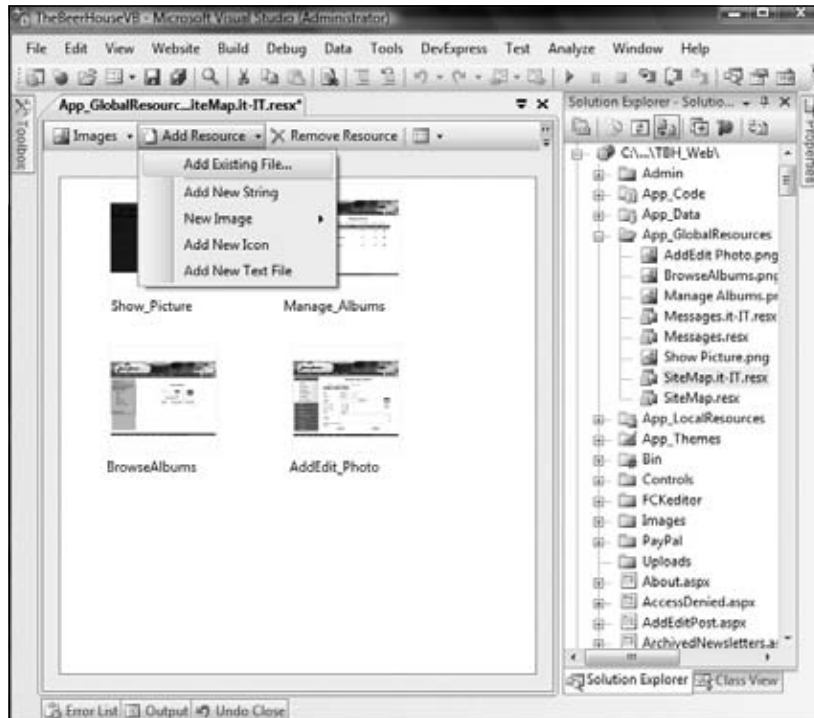 TheBeerHouseVB - Microsoft Visual Studio (Administrator)
File Edit View Website Build Debug Data Tools DevExpress Test Analyze Window Help
Toolbox
App_GlobalResourc...iteMap.it-IT.resx*
Images Add Resource Remove Resource
Add Existing File...
Add New String
New Image
Add New Icon
Add New Text File
Show_Picture Manage_Albums
BrowseAlbums AddEdit_Photo
Solution Explorer - Solutio...
C:\...\TBH_Web\
Admin
App_Code
App_Data
App_GlobalResources
AddEdit Photo.png
BrowseAlbums.png
Manage Albums.pn
Messages.it-IT.resx
Messages.resx
Show Picture.png
SiteMap.it-IT.resx
SiteMap.resx
App_LocalResources
App_Themes
Bin
Controls
FCKeditor
Images
PayPal
Uploads
About.aspx
AccessDenied.aspx
AddEditPost.aspx
ArchivedNewsletters.a
Properties
Solution Explorer Class View
Error List Output Undo Close